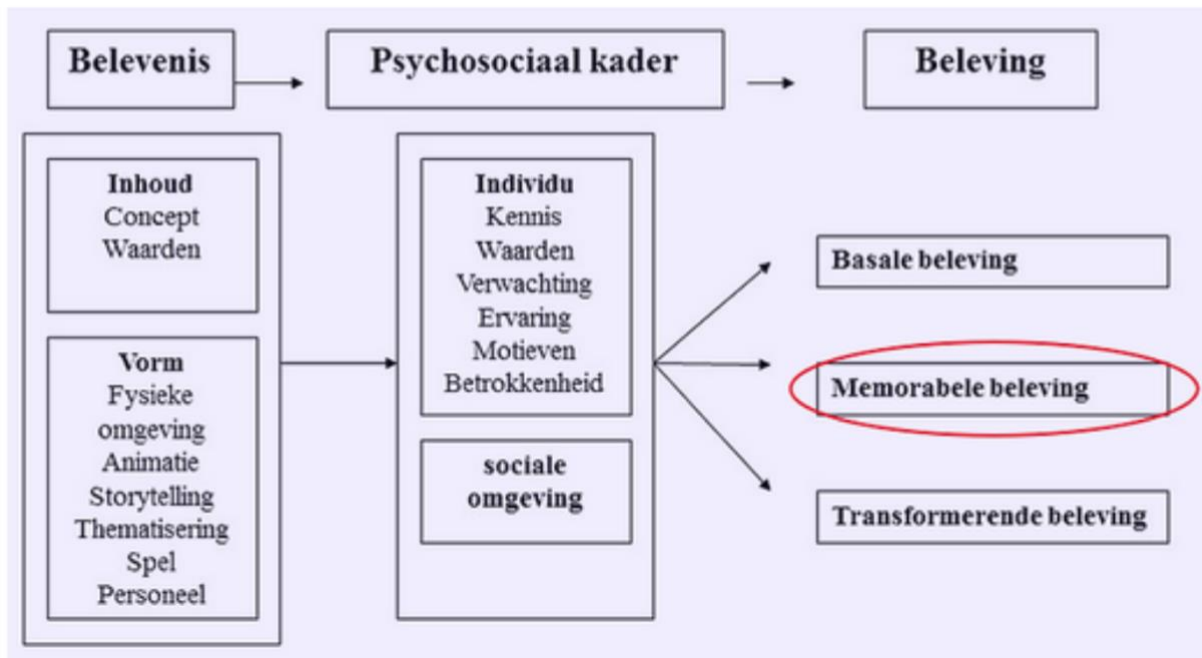 Belevenis
Psychosociaal kader
Beleving
Inhoud
Concept
Waarden
Vorm
Fysieke
omgeving
Animatie
Storytelling
Thematisering
Spel
Personeel
Individu
Kennis
Waarden
Verwachting
Ervaring
Motieven
Betrokkenheid
sociale
omgeving
Basale beleving
Memorabele beleving
Transformerende beleving